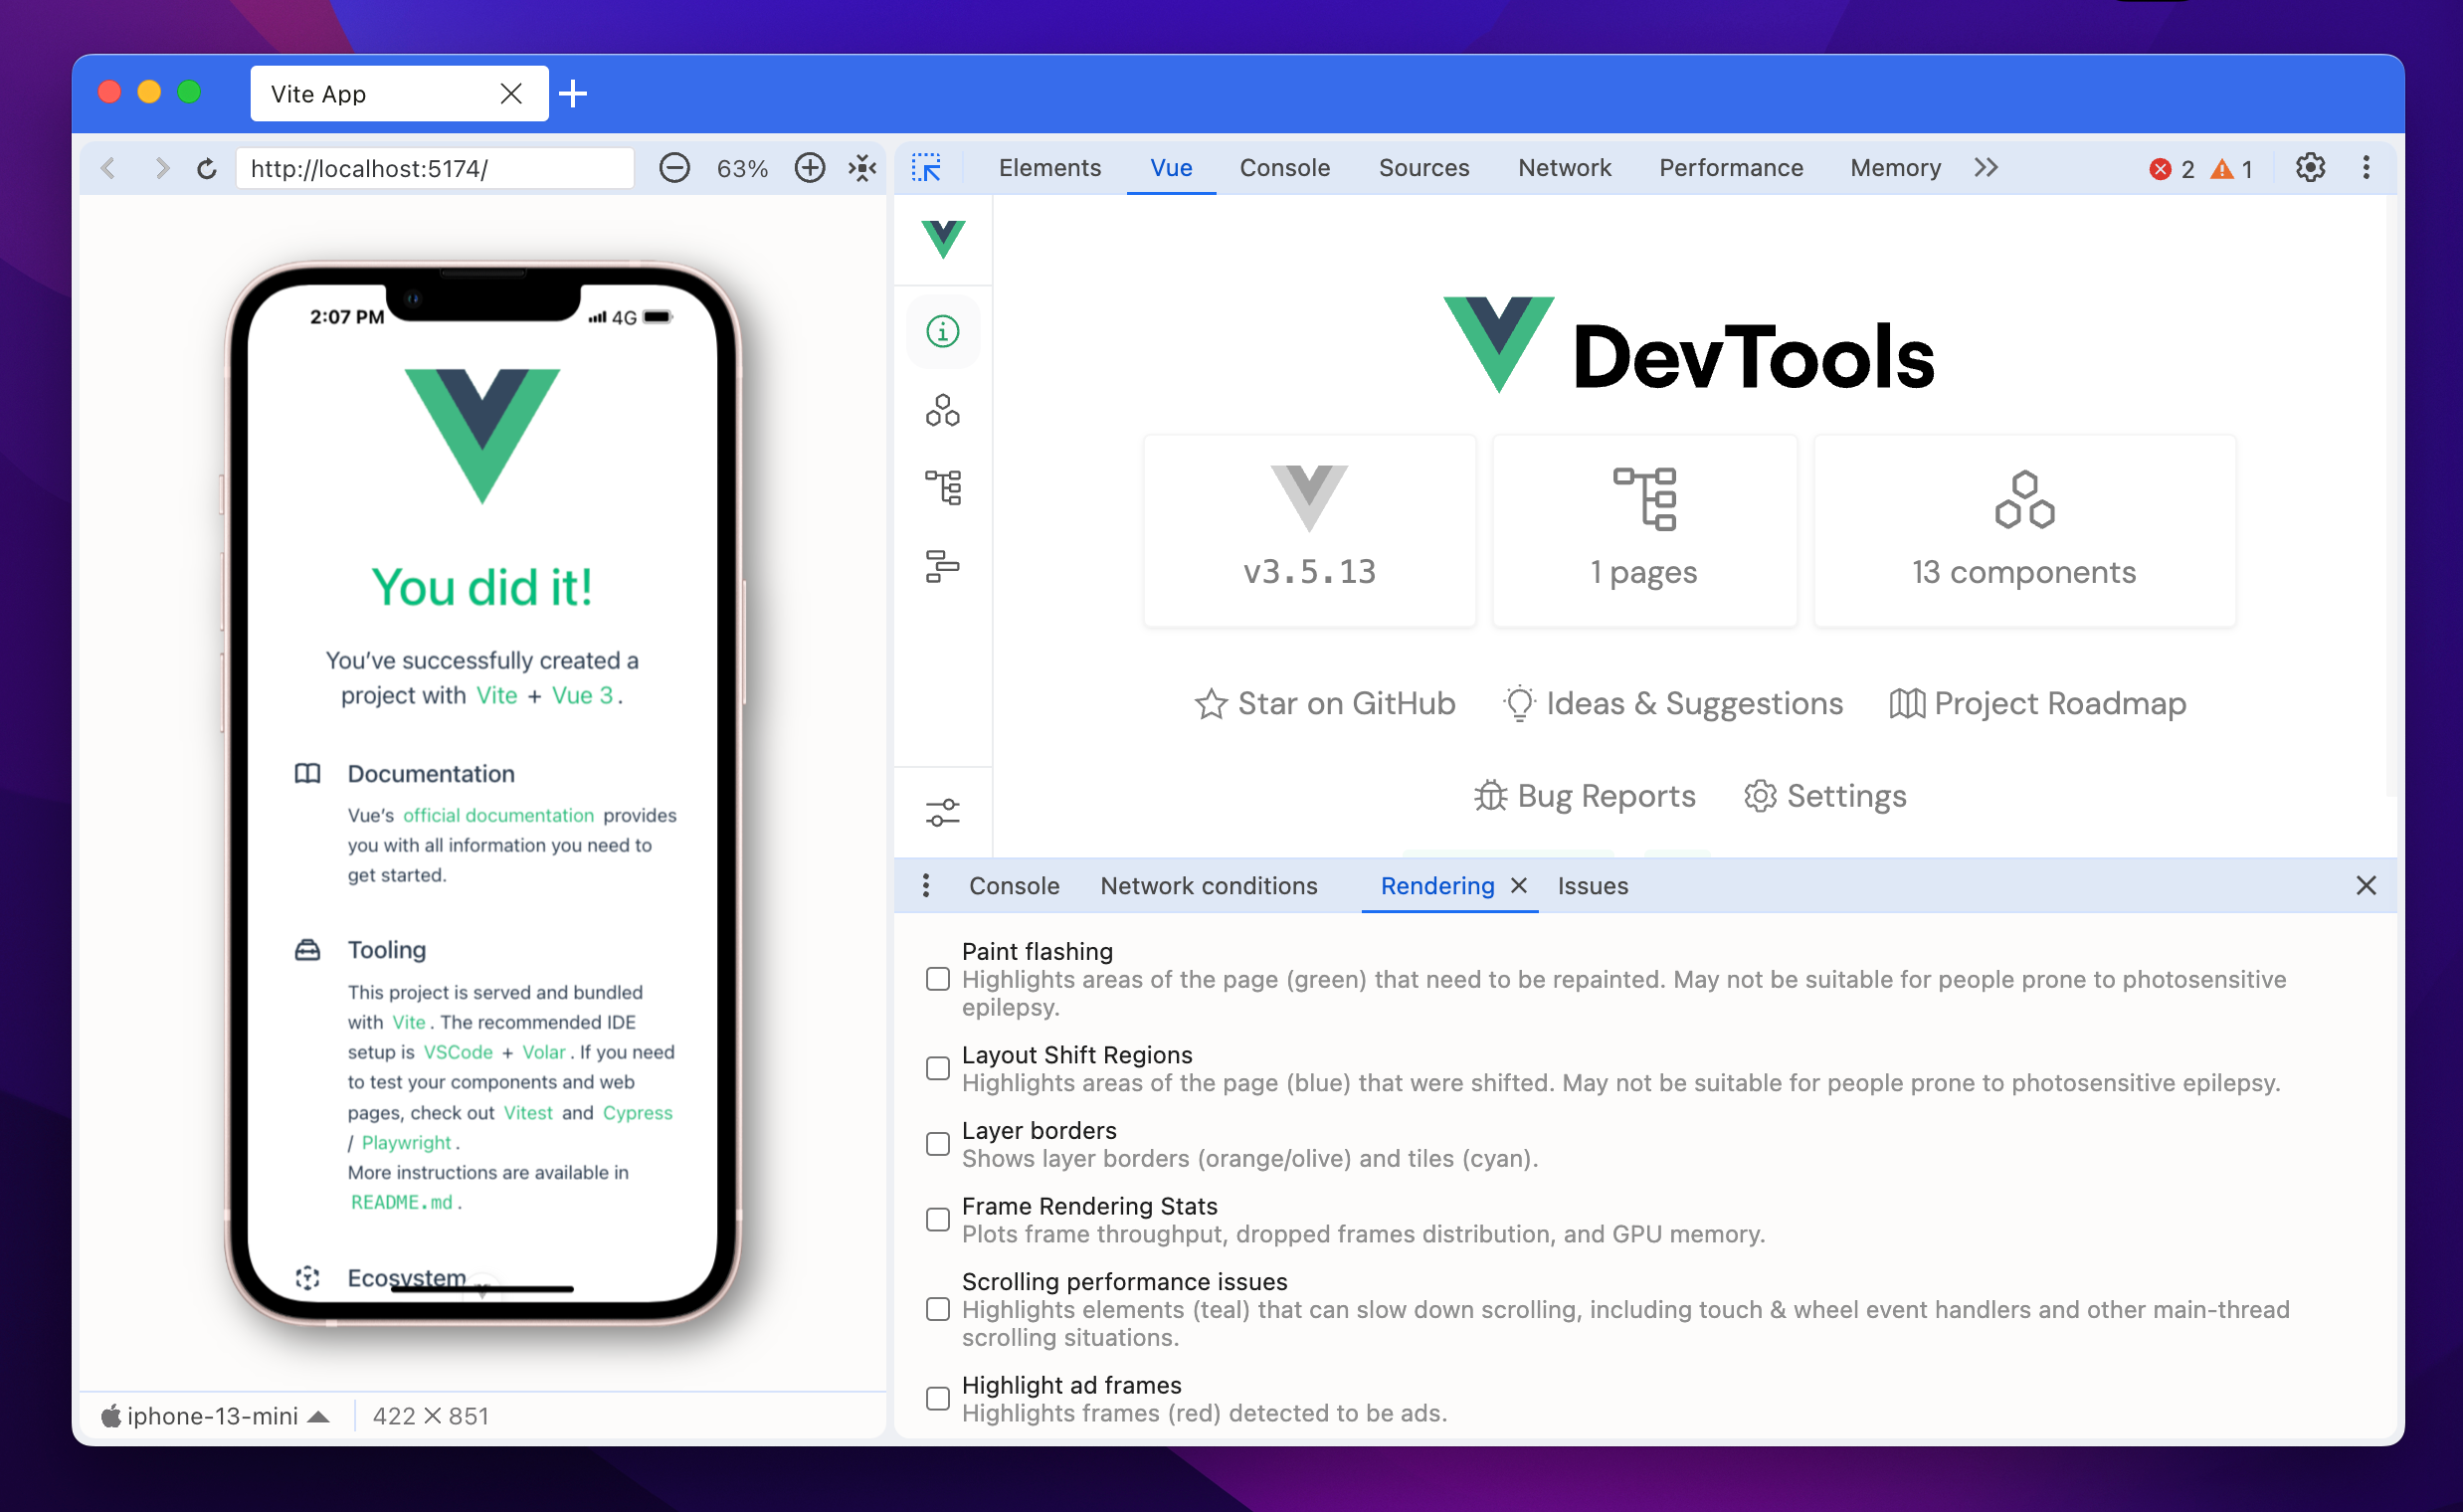 Vite App
http://localhost:5174/
63%
Elements
Vue
Console
Sources
Network
Performance
Memory
2
1
2:07 PM
4G
You did it!
You've successfully created a
project with Vite + Vue 3 .
Documentation
Vue's official documentation provides
you with all information you need to
get started.
Tooling
This project is served and bundled
with Vite . The recommended IDE
setup is VSCode + Volar . If you need
to test your components and web
pages, check out Vitest and Cypress
/ Playwright .
More instructions are available in
README.md .
Ecosystem
iphone-13-mini
422 × 851
DevTools
v3.5.13
1 pages
13 components
Star on GitHub
Ideas & Suggestions
Project Roadmap
Bug Reports
Settings
Console
Network conditions
Rendering
Issues
Paint flashing
Highlights areas of the page (green) that need to be repainted. May not be suitable for people prone to photosensitive
epilepsy.
Layout Shift Regions
Highlights areas of the page (blue) that were shifted. May not be suitable for people prone to photosensitive epilepsy.
Layer borders
Shows layer borders (orange/olive) and tiles (cyan).
Frame Rendering Stats
Plots frame throughput, dropped frames distribution, and GPU memory.
Scrolling performance issues
Highlights elements (teal) that can slow down scrolling, including touch & wheel event handlers and other main-thread
scrolling situations.
Highlight ad frames
Highlights frames (red) detected to be ads.